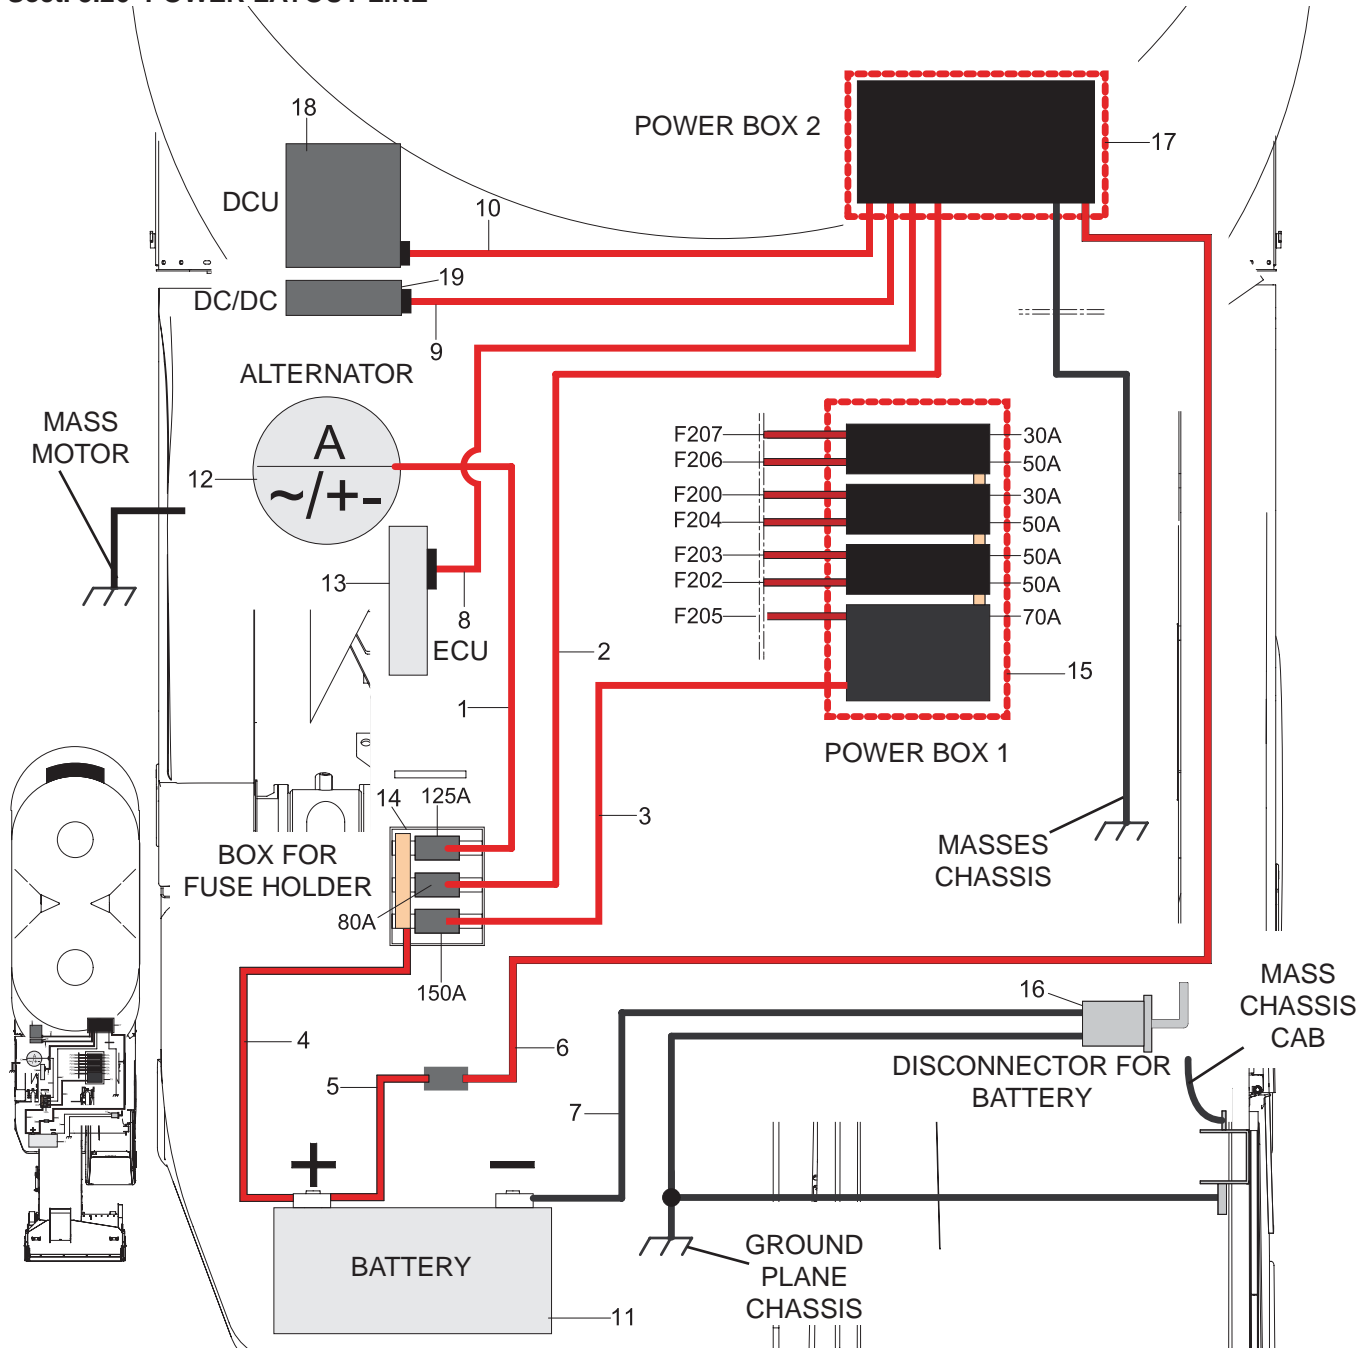 POWER LAYOUT LINE
18
POWER BOX 2
17
DCU
10
19
DC/DC
9
ALTERNATOR
MASS
MOTOR
A
~/+-
12
F207
30A
F206
50A
F200
30A
F204
50A
F203
50A
F202
50A
F205
70A
13
8
ECU
2
15
1
POWER BOX 1
14
125A
3
BOX FOR
FUSE HOLDER
MASSES
CHASSIS
80A
150A
16
MASS
CHASSIS
CAB
4
6
DISCONNECTOR FOR
BATTERY
5
7
+
−
BATTERY
GROUND
PLANE
CHASSIS
11